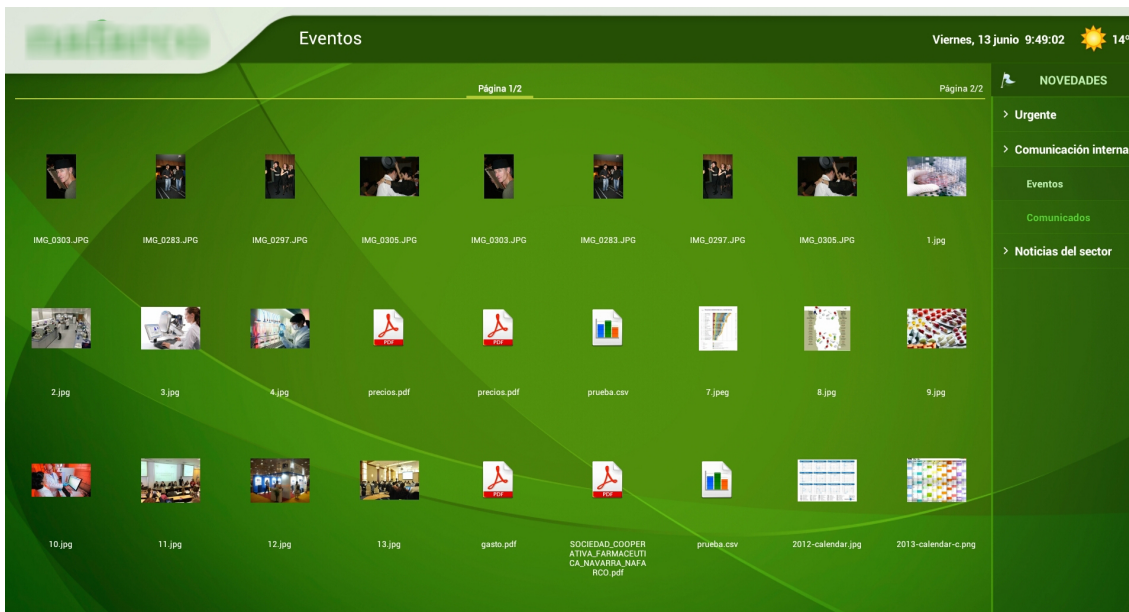 Eventos
Viernes, 13 junio 9:49:02
14º
Página 1/2
Página 2/2
NOVEDADES
> Urgente
> Comunicación interna
Eventos
Comunicados
> Noticias del sector
IMG_0303.JPG
IMG_0283.JPG
IMG_0297.JPG
IMG_0305.JPG
IMG_0303.JPG
IMG_0283.JPG
IMG_0297.JPG
IMG_0305.JPG
1.jpg
2.jpg
3.jpg
4.jpg
precios.pdf
precios.pdf
prueba.csv
7.jpeg
8.jpg
9.jpg
PDF
PDF
10.jpg
11.jpg
12.jpg
13.jpg
gasto.pdf
SOCIEDAD_COOPER
ATIVA_FARMACEUTI
CA_NAVARRA_NAFA
RCO.pdf
prueba.csv
2012-calendar.jpg
2013-calendar-c.png
PDF
PDF